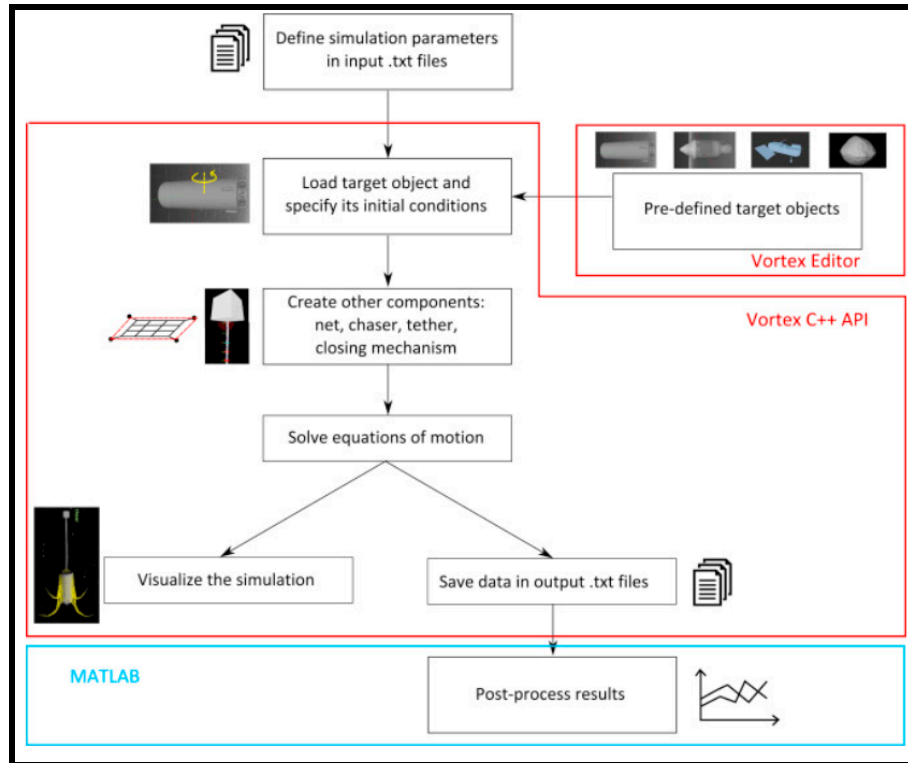 Define simulation parameters
in input .txt files
Load target object and
specify its initial conditions
Pre-defined target objects
Vortex Editor
Vortex C++ API
Create other components:
net, chaser, tether,
closing mechanism
Solve equations of motion
Visualize the simulation
Save data in output .txt files
MATLAB
Post-process results